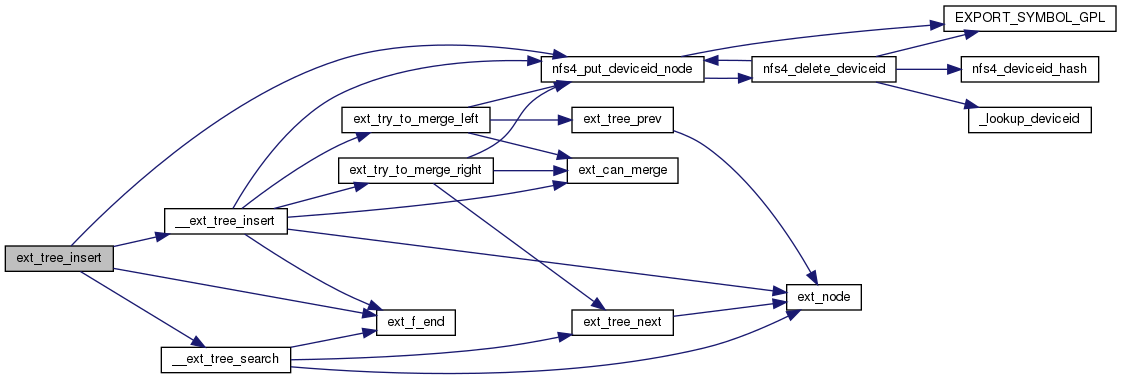 EXPORT_SYMBOL_GPL
nfs4_put_deviceid_node
nfs4_delete_deviceid
nfs4_deviceid_hash
ext_try_to_merge_left
ext_tree_prev
_lookup_deviceid
ext_try_to_merge_right
ext_can_merge
__ext_tree_insert
ext_tree_insert
ext_node
ext_f_end
ext_tree_next
__ext_tree_search